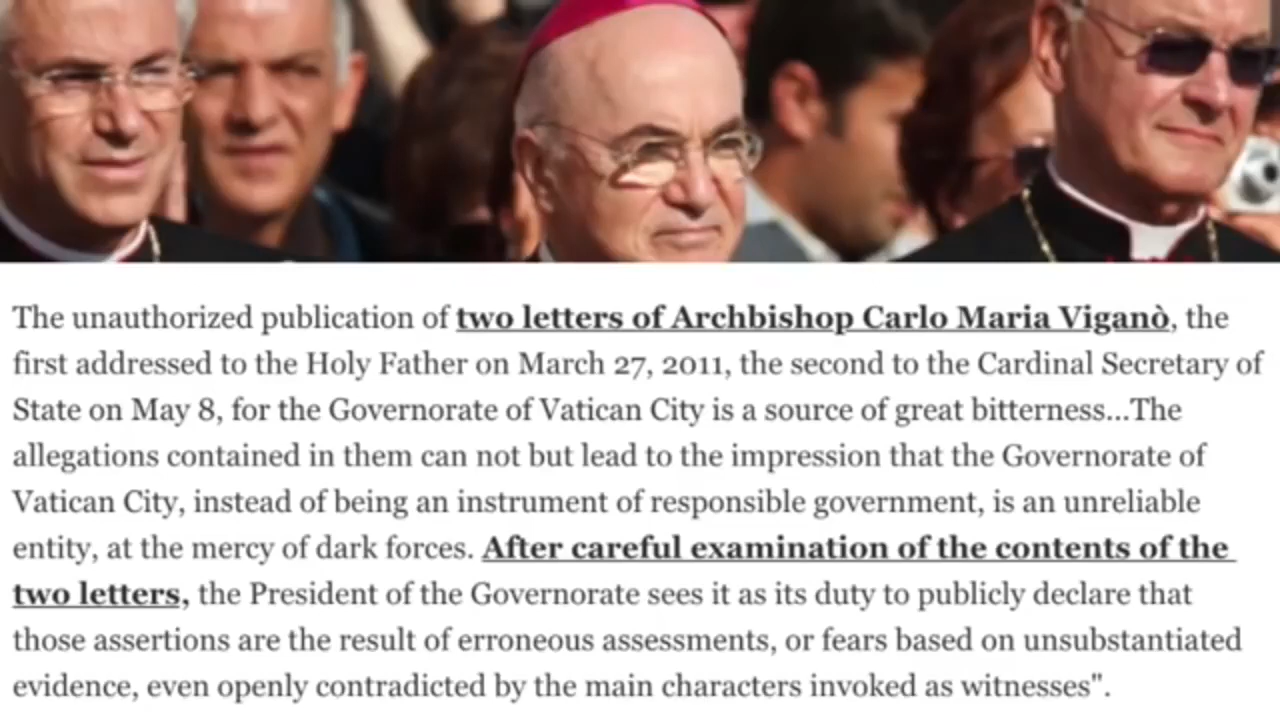 The unauthorized publication of two letters of Archbishop Carlo Maria Viganò, the
first addressed to the Holy Father on March 27, 2011, the second to the Cardinal Secretary of
State on May 8, for the Governorate of Vatican City is a source of great bitterness...The
allegations contained in them can not but lead to the impression that the Governorate of
Vatican City, instead of being an instrument of responsible government, is an unreliable
entity, at the mercy of dark forces. After careful examination of the contents of the
two letters, the President of the Governorate sees it as its duty to publicly declare that
those assertions are the result of erroneous assessments, or fears based on unsubstantiated
evidence, even openly contradicted by the main characters invoked as witnesses".